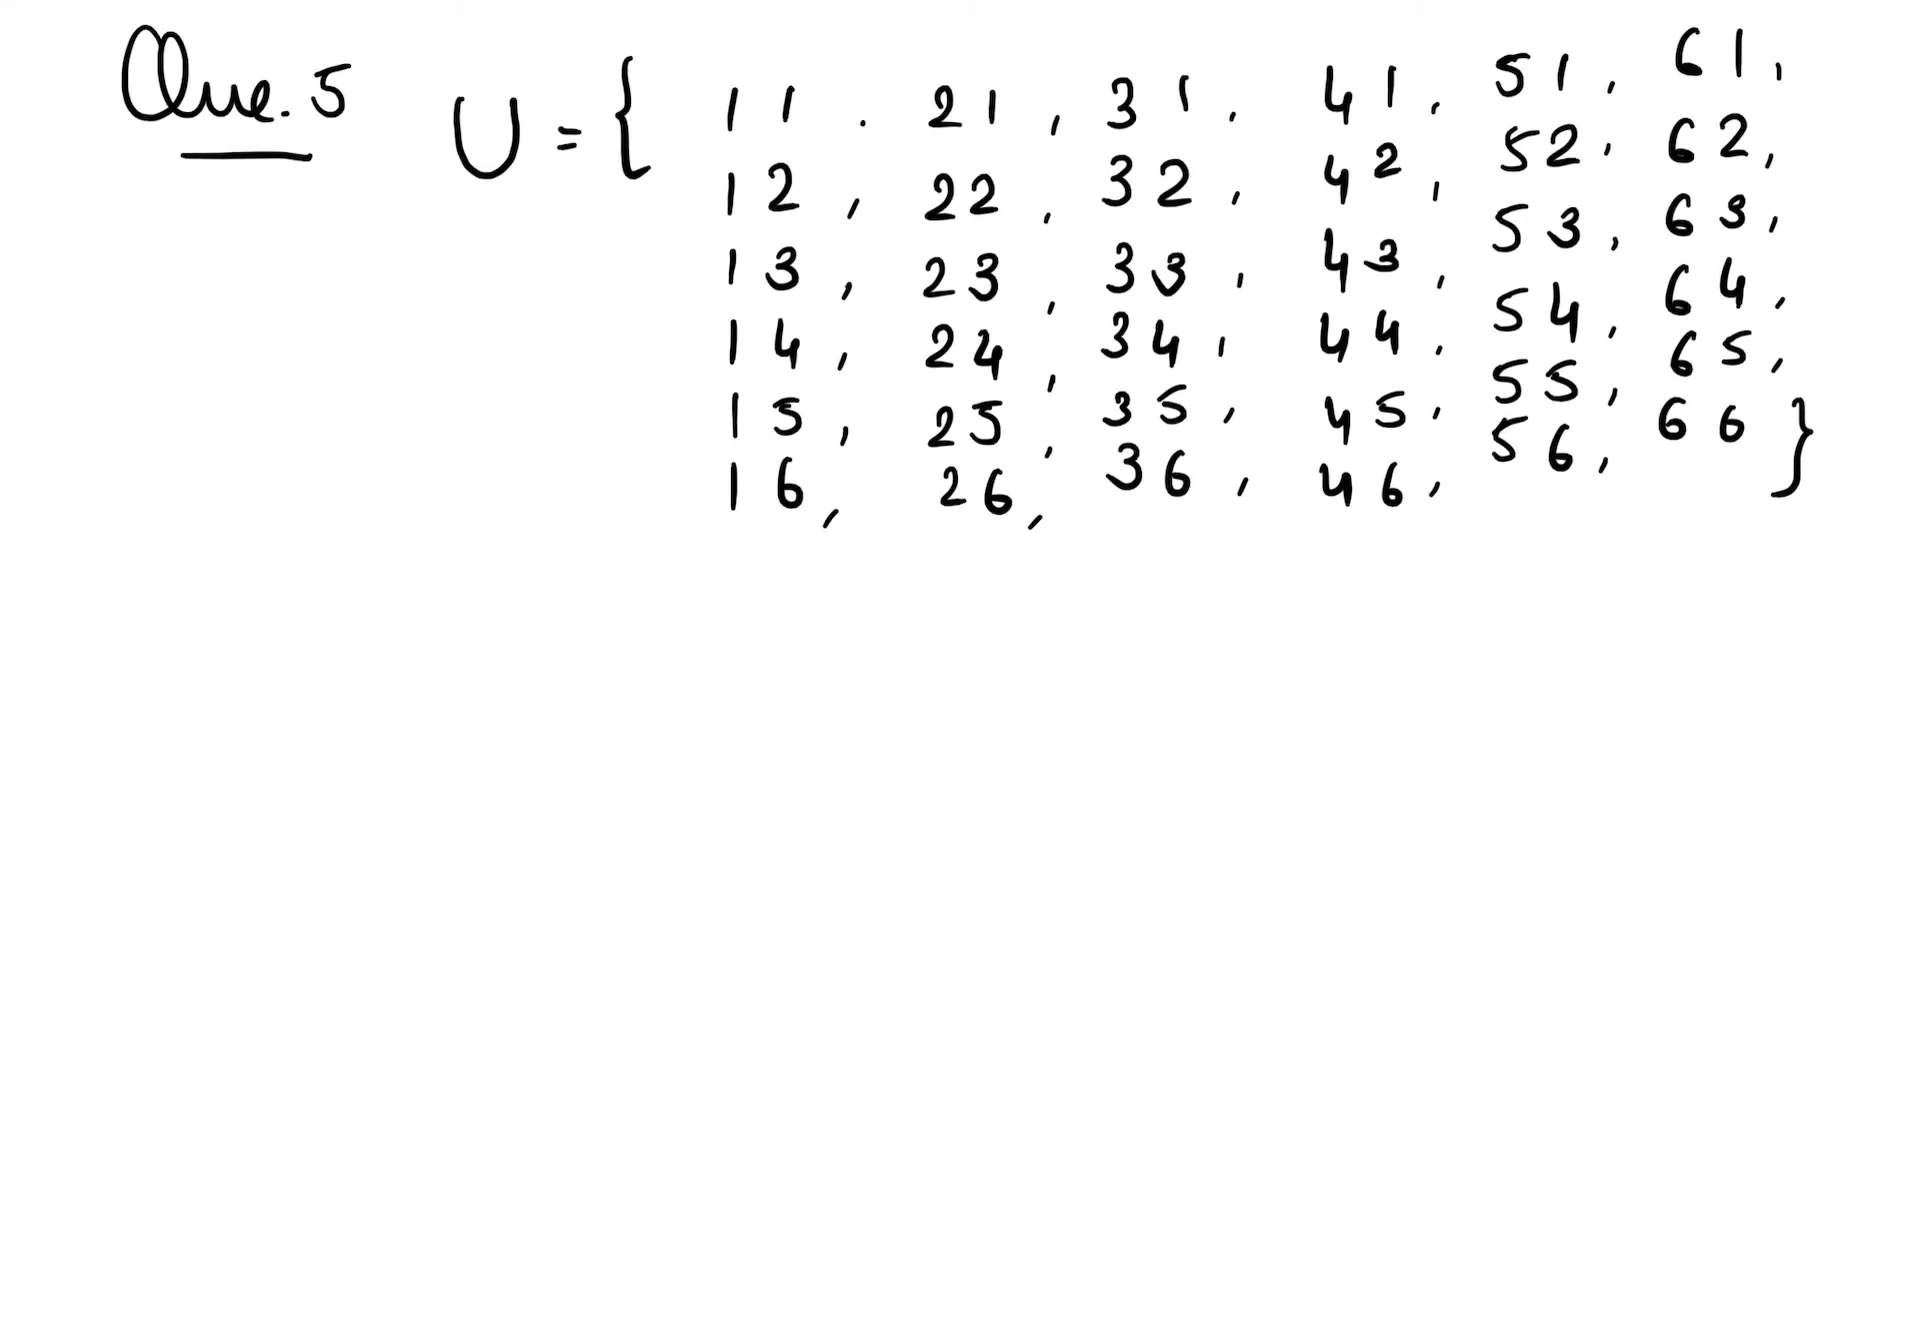 Que. 5 U = { 11 . 21 , 31 , 41 , 51 , 61 ,
12 , 22 , 32 , 42 , 52 , 62 ,
13 , 23 , 33 , 43 , 53 , 63 ,
14 , 24 , 34 , 44 , 54 , 64 ,
15 , 25 , 35 , 45 , 55 , 65 ,
16 , 26 , 36 , 46 , 56 , 66 }